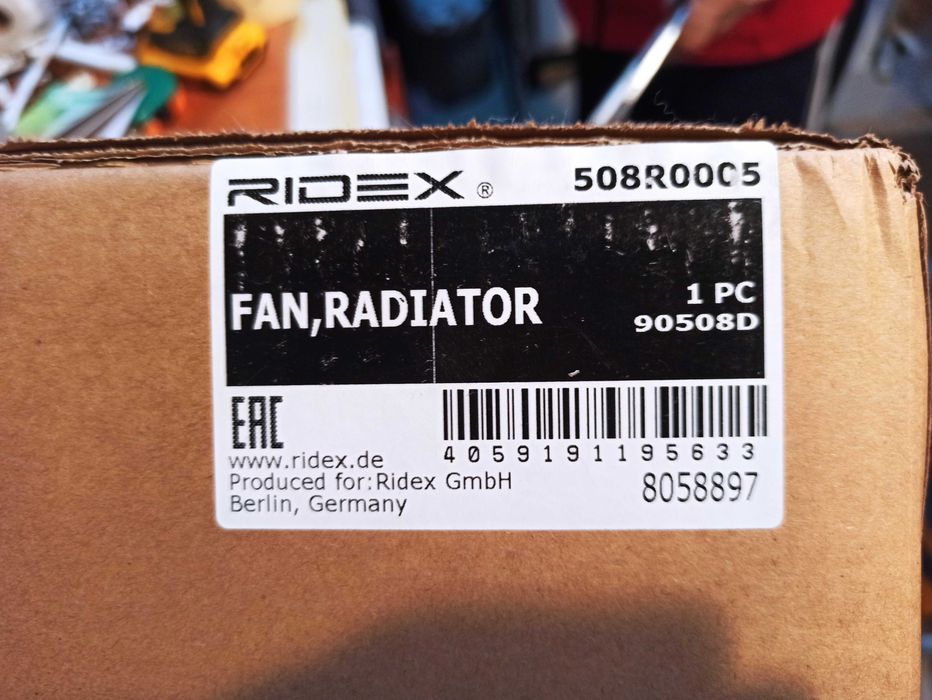 RIDEX ® 508R0005
FAN,RADIATOR
1 PC
90508D
EAC
4059191195633
www.ridex.de
Produced for:Ridex GmbH
Berlin, Germany
8058897